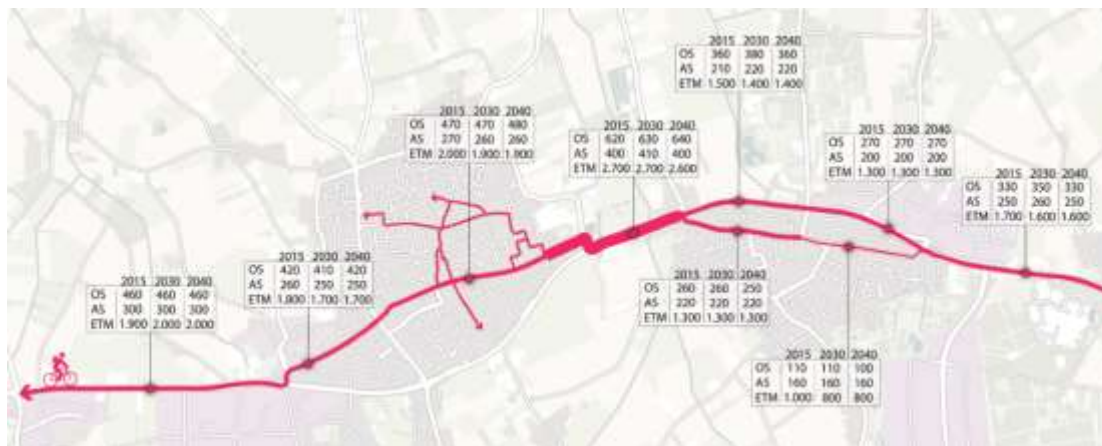 2015 2030 2040
OS 360 380 360
AS 210 220 220
ETM 1.500 1.400 1.400
2015 2030 2040
OS 470 470 480
AS 270 260 260
ETM 2.000 1.900 1.900
2015 2030 2040
OS 620 630 640
AS 400 410 400
ETM 2.700 2.700 2.600
2015 2030 2040
OS 270 270 270
AS 200 200 200
ETM 1.300 1.300 1.300
2015 2030 2040
OS 330 350 330
AS 250 260 250
ETM 1.700 1.600 1.600
2015 2030 2040
OS 420 410 420
AS 260 250 250
ETM 1.800 1.700 1.700
2015 2030 2040
OS 460 460 460
AS 300 300 300
ETM 1.900 2.000 2.000
2015 2030 2040
OS 260 260 250
AS 220 220 220
ETM 1.300 1.300 1.300
2015 2030 2040
OS 110 110 100
AS 160 160 160
ETM 1.000 800 800